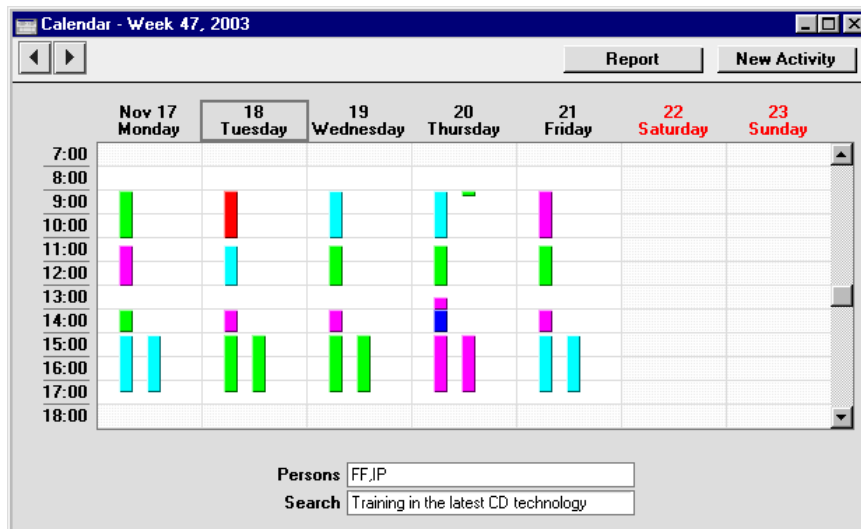 Calendar - Week 47, 2003
Report New Activity
Nov 17 18 19 20 21 22 23
Monday Tuesday Wednesday Thursday Friday Saturday Sunday
7:00
8:00
9:00
10:00
11:00
12:00
13:00
14:00
15:00
16:00
17:00
18:00
Persons FF,IP
Search Training in the latest CD technology